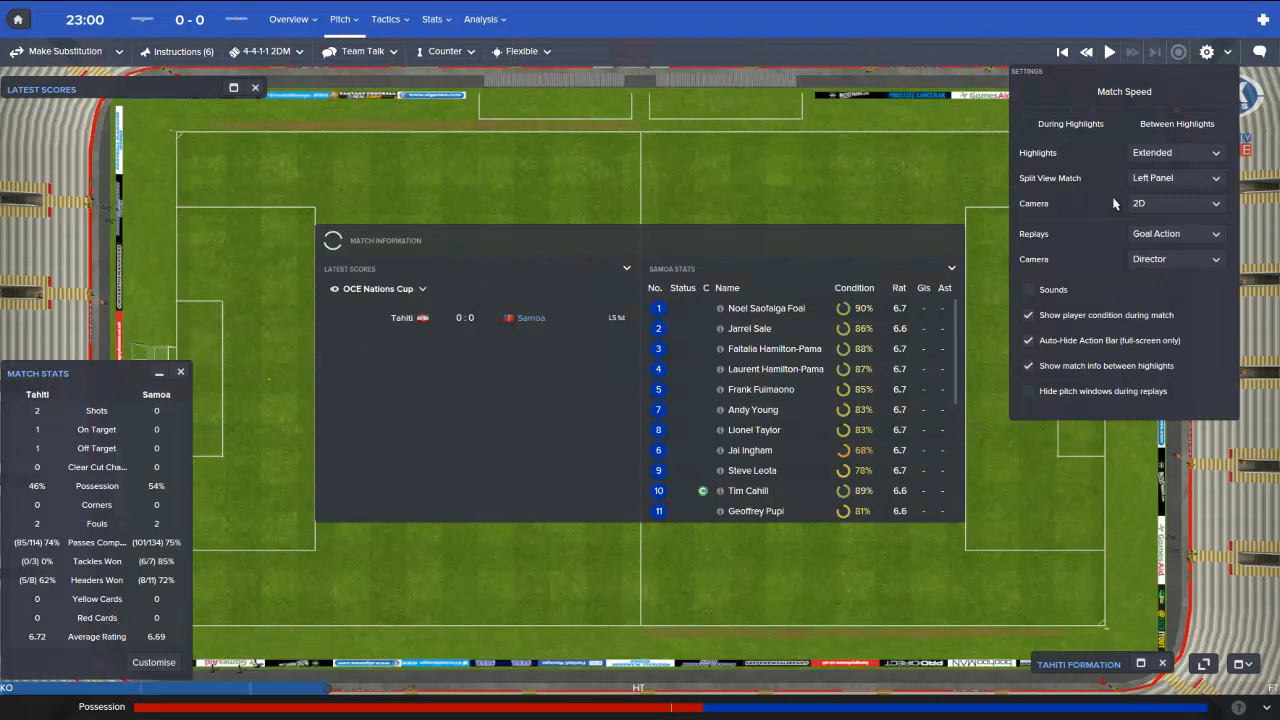 23:00
0 - 0
Overview
Pitch
Tactics
Stats
Analysis
Make Substitution
Instructions (6)
4-4-1-1 2DM
Team Talk
Counter
Flexible
LATEST SCORES
SETTINGS
Match Speed
During Highlights
Between Highlights
Highlights Extended
Split View Match Left Panel
Camera 2D
Replays Goal Action
Camera Director
Sounds
Show player condition during match
Auto-Hide Action Bar (full-screen only)
Show match info between highlights
Hide pitch windows during replays
MATCH INFORMATION
LATEST SCORES
OCE Nations Cup
Tahiti 0 : 0 Samoa LS 1st
SAMOA STATS
No. Status C Name Condition Rat Gls Ast
1 Noel Saofaiga Foai 90% 6.7 - -
2 Jarrel Sale 86% 6.6 - -
3 Faitalia Hamilton-Pama 88% 6.7 - -
4 Laurent Hamilton-Pama 87% 6.7 - -
5 Frank Fuimaono 85% 6.7 - -
7 Andy Young 83% 6.7 - -
8 Lionel Taylor 83% 6.7 - -
6 Jai Ingham 68% 6.7 - -
9 Steve Leota 78% 6.7 - -
10 C Tim Cahill 89% 6.6 - -
11 Geoffrey Pupi 81% 6.6 - -
MATCH STATS
Tahiti Samoa
2 Shots 0
1 On Target 0
1 Off Target 0
0 Clear Cut Cha... 0
46% Possession 54%
0 Corners 0
2 Fouls 2
(85/114) 74% Passes Comp... (101/134) 75%
(0/3) 0% Tackles Won (6/7) 85%
(5/8) 62% Headers Won (8/11) 72%
0 Yellow Cards 0
0 Red Cards 0
6.72 Average Rating 6.69
Customise
TAHITI FORMATION
KO HT FT
Possession